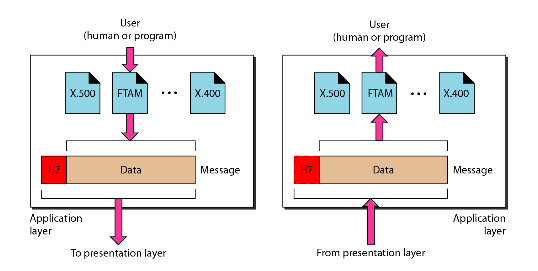 User
(human or program)
X.500
FTAM
...
X.400
H7
Data
Message
Application
layer
To presentation layer
User
(human or program)
X.500
FTAM
...
X.400
H7
Data
Message
Application
layer
From presentation layer